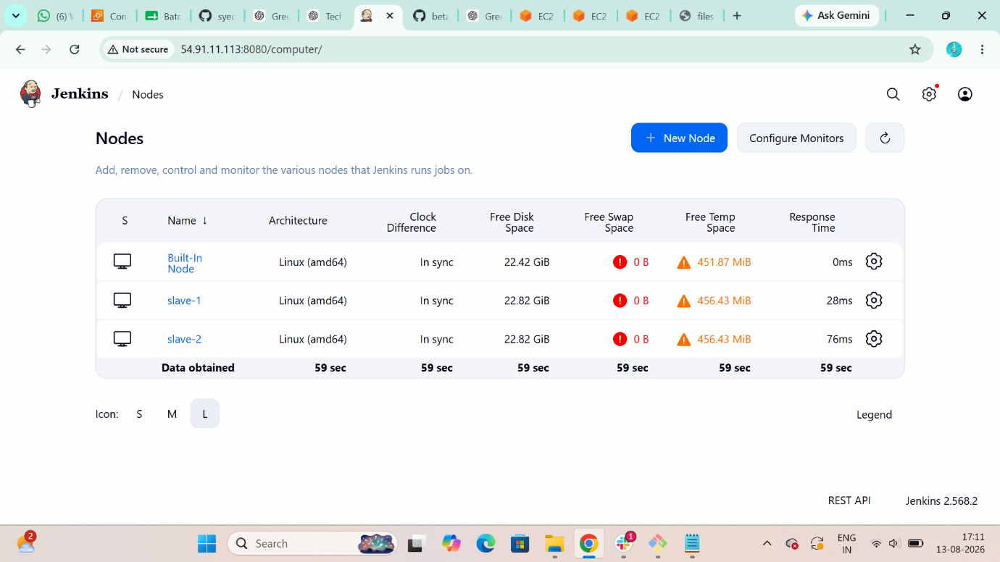 (6) W
Con
Batc
syec
Gree
Tech
beta
Gree
EC2
EC2
EC2
files
Ask Gemini
Not secure
54.91.11.113:8080/computer/
Jenkins / Nodes
Nodes
+ New Node
Configure Monitors
Add, remove, control and monitor the various nodes that Jenkins runs jobs on.
S Name ↓ Architecture Clock Difference Free Disk Space Free Swap Space Free Temp Space Response Time
Built-In Node Linux (amd64) In sync 22.42 GiB 0 B 451.87 MiB 0ms
slave-1 Linux (amd64) In sync 22.82 GiB 0 B 456.43 MiB 28ms
slave-2 Linux (amd64) In sync 22.82 GiB 0 B 456.43 MiB 76ms
Data obtained 59 sec 59 sec 59 sec 59 sec 59 sec 59 sec
Icon: S M L
Legend
REST API
Jenkins 2.568.2
2
Search
1
ENG
IN
17:11
13-08-2026